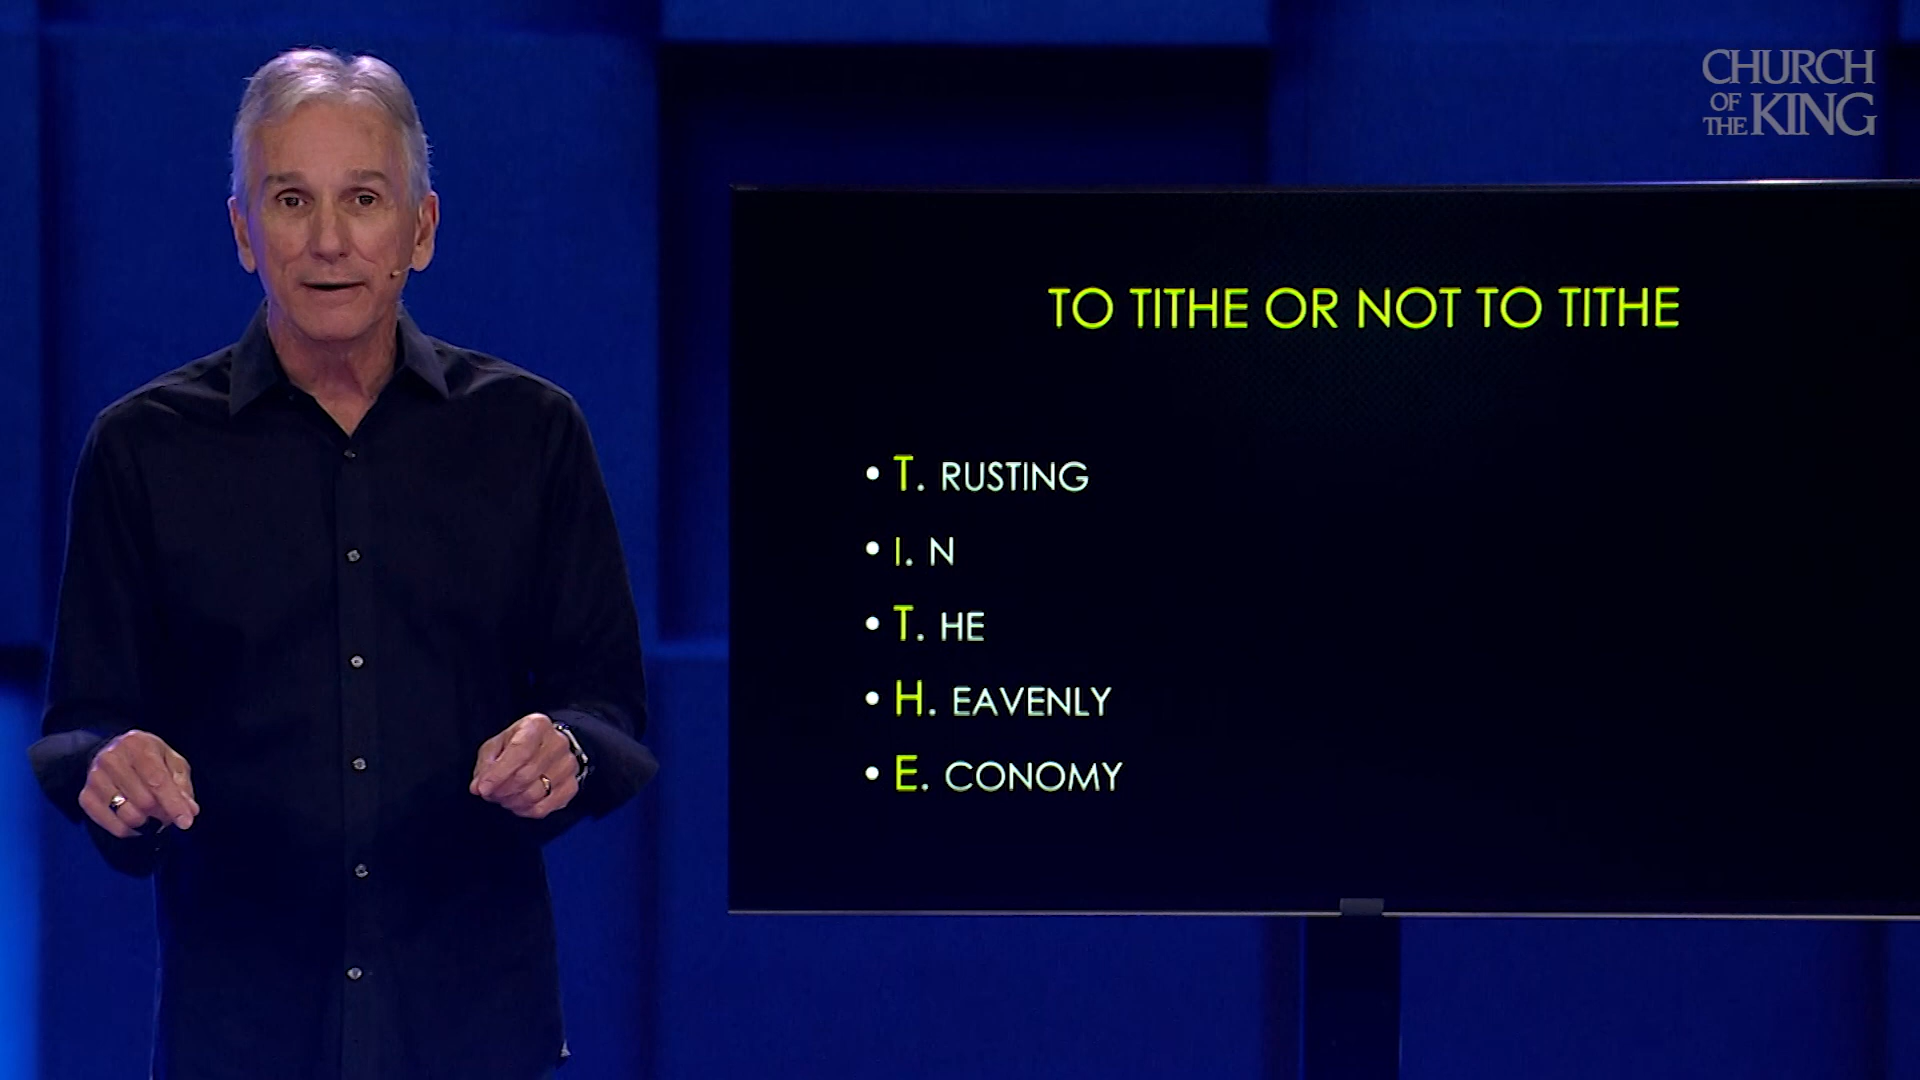 CHURCH
OF
THE KING
TO TITHE OR NOT TO TITHE
• T. RUSTING
• I. N
• T. HE
• H. EAVENLY
• E. CONOMY